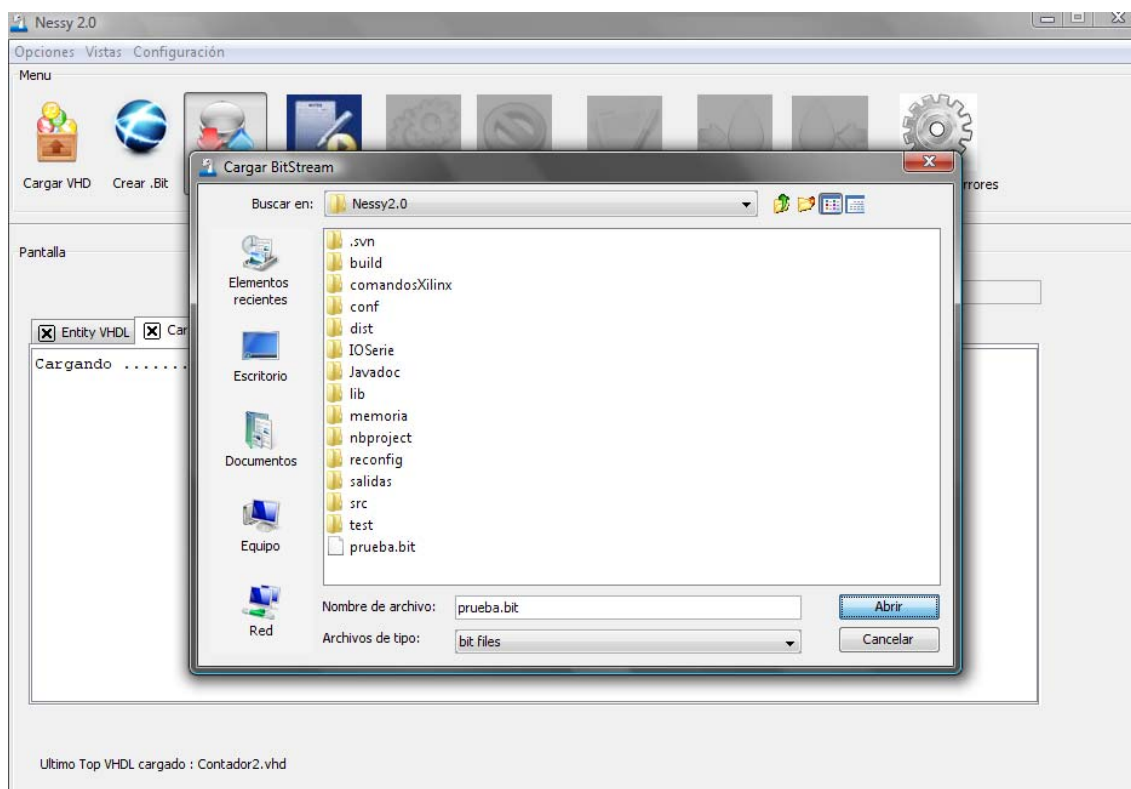 Nessy 2.0
Opciones Vistas Configuración
Menu
Cargar VHD Crear .Bit
rrores
Cargar BitStream
Buscar en: Nessy2.0
Pantalla
Entity VHDL Car
Cargando .......
Elementos recientes
Escritorio
Documentos
Equipo
Red
.svn
build
comandosXilinx
conf
dist
IOSerie
Javadoc
lib
memoria
nbproject
reconfig
salidas
src
test
prueba.bit
Nombre de archivo: prueba.bit Abrir
Archivos de tipo: bit files Cancelar
Ultimo Top VHDL cargado : Contador2.vhd